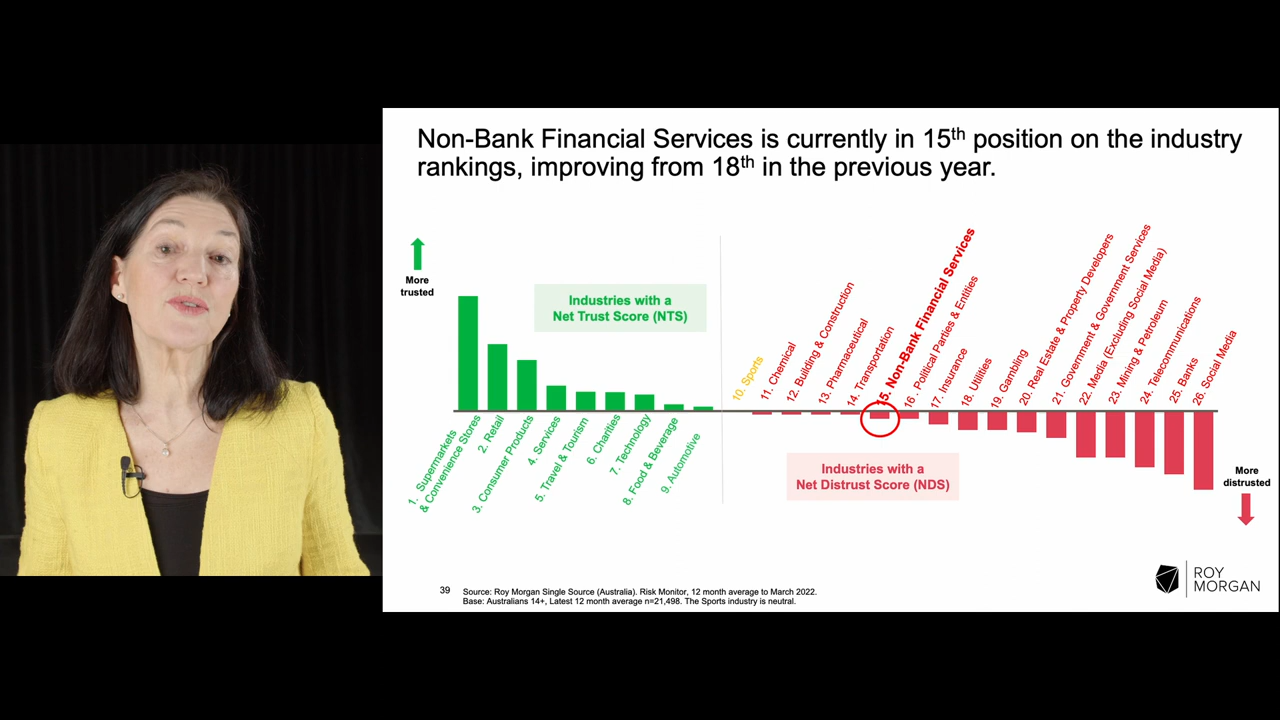 Non-Bank Financial Services is currently in 15th position on the industry
rankings, improving from 18th in the previous year.
More
trusted
Industries with a
Net Trust Score (NTS)
1. Supermarkets
& Convenience Stores
2. Retail
3. Consumer Products
4. Services
5. Travel & Tourism
6. Charities
7. Technology
8. Food & Beverage
9. Automotive
10. Sports
11. Chemical
12. Building & Construction
13. Pharmaceutical
14. Transportation
15. Non-Bank Financial Services
16. Political Parties & Entities
17. Insurance
18. Utilities
19. Gambling
20. Real Estate & Property Developers
21. Government & Government Services
22. Media (Excluding Social Media)
23. Mining & Petroleum
24. Telecommunications
25. Banks
26. Social Media
Industries with a
Net Distrust Score (NDS)
More
distrusted
39
Source: Roy Morgan Single Source (Australia). Risk Monitor, 12 month average to March 2022.
Base: Australians 14+, Latest 12 month average n=21,498. The Sports industry is neutral.
ROY
MORGAN